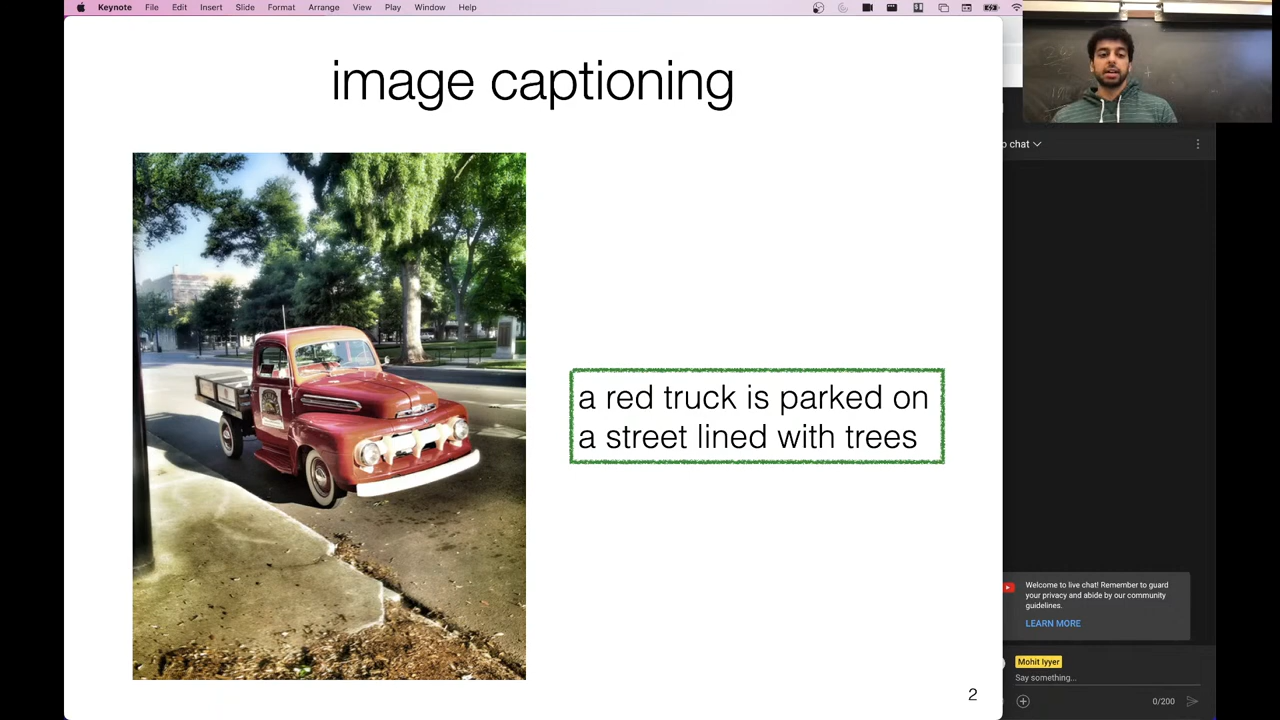 Keynote File Edit Insert Slide Format Arrange View Play Window Help
image captioning
a red truck is parked on
a street lined with trees
2
chat
Welcome to live chat! Remember to guard
your privacy and abide by our community
guidelines.
LEARN MORE
Mohit Iyyer
Say something...
0/200